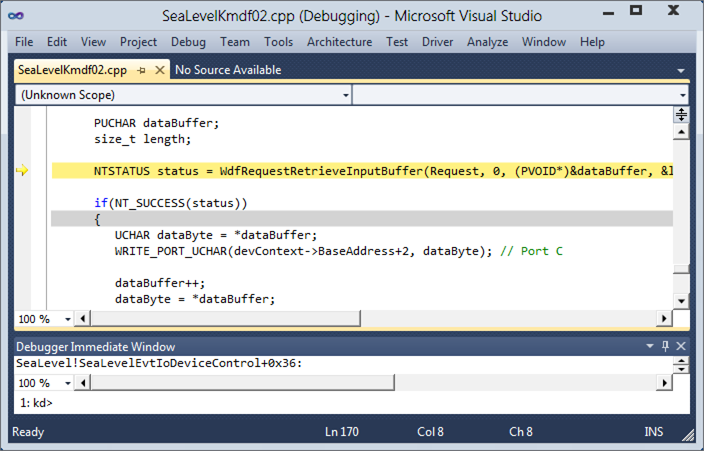 SeaLevelKmdf02.cpp (Debugging) - Microsoft Visual Studio
File Edit View Project Debug Team Tools Architecture Test Driver Analyze Window Help
SeaLevelKmdf02.cpp No Source Available
(Unknown Scope)
PUCHAR dataBuffer;
size_t length;
NTSTATUS status = WdfRequestRetrieveInputBuffer(Request, 0, (PVOID*)&dataBuffer, &l
if(NT_SUCCESS(status))
{
UCHAR dataByte = *dataBuffer;
WRITE_PORT_UCHAR(devContext->BaseAddress+2, dataByte); // Port C
dataBuffer++;
dataByte = *dataBuffer;
100 %
Debugger Immediate Window
SeaLevel!SeaLevelEvtIoDeviceControl+0x36:
100 %
1: kd>
Ready Ln 170 Col 8 Ch 8 INS